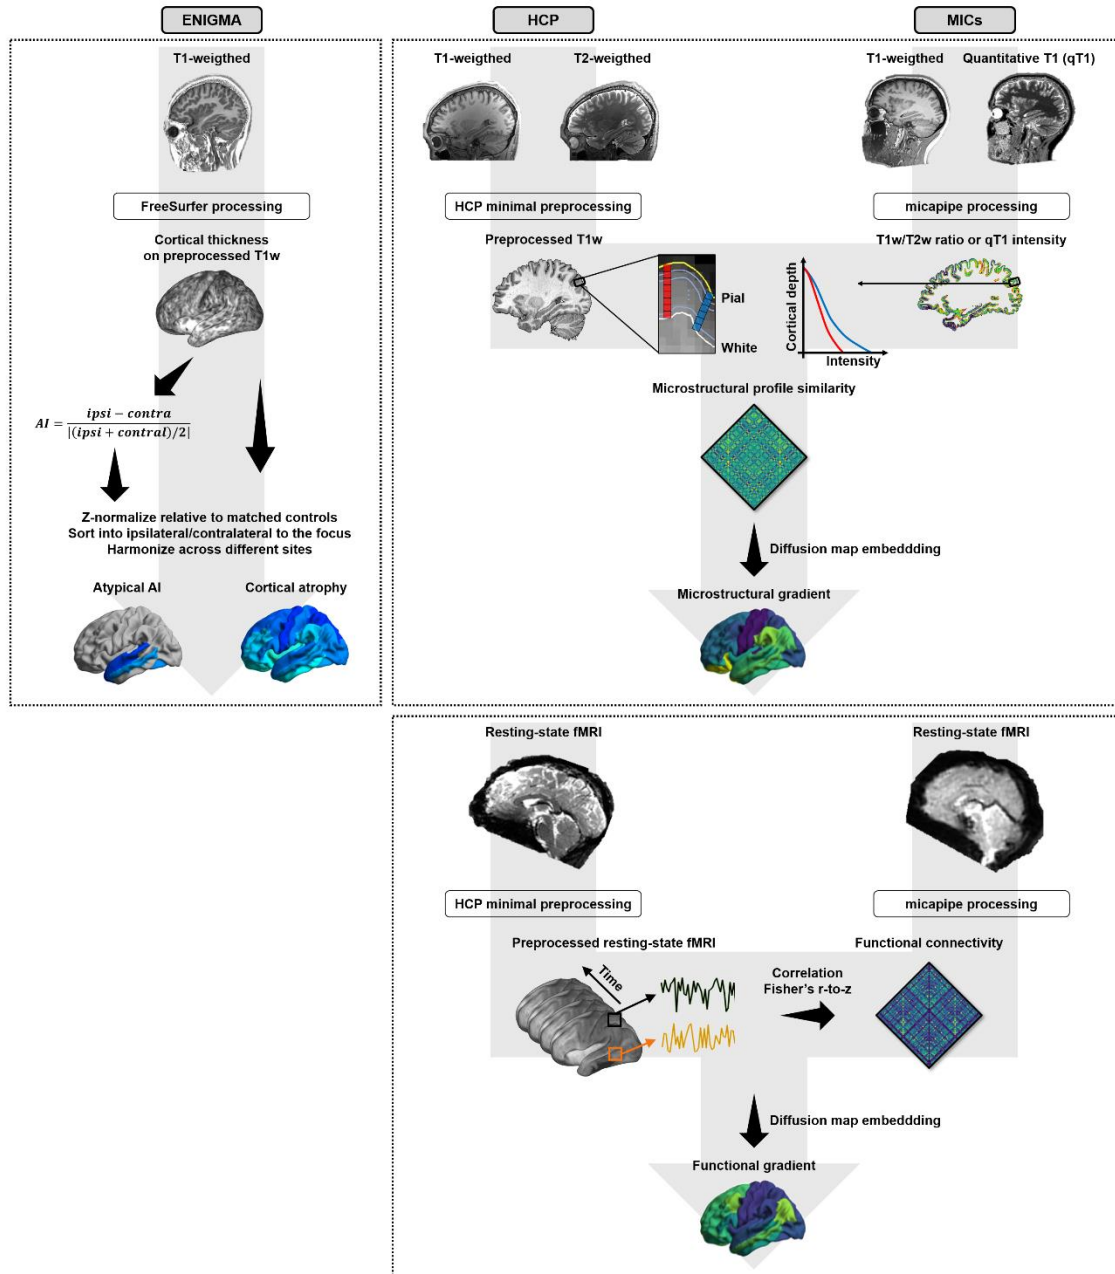 ENIGMA
T1-weigthed
FreeSurfer processing
Cortical thickness
on preprocessed T1w
AI = ipsi − contra
|(ipsi + contral)/2|
Z-normalize relative to matched controls
Sort into ipsilateral/contralateral to the focus
Harmonize across different sites
Atypical AI
Cortical atrophy
HCP
MICs
T1-weigthed
T2-weigthed
T1-weigthed
Quantitative T1 (qT1)
HCP minimal preprocessing
micapipe processing
Preprocessed T1w
T1w/T2w ratio or qT1 intensity
Pial
White
Cortical depth
Intensity
Microstructural profile similarity
Diffusion map embeddding
Microstructural gradient
Resting-state fMRI
Resting-state fMRI
HCP minimal preprocessing
micapipe processing
Preprocessed resting-state fMRI
Functional connectivity
Time
Correlation
Fisher's r-to-z
Diffusion map embeddding
Functional gradient